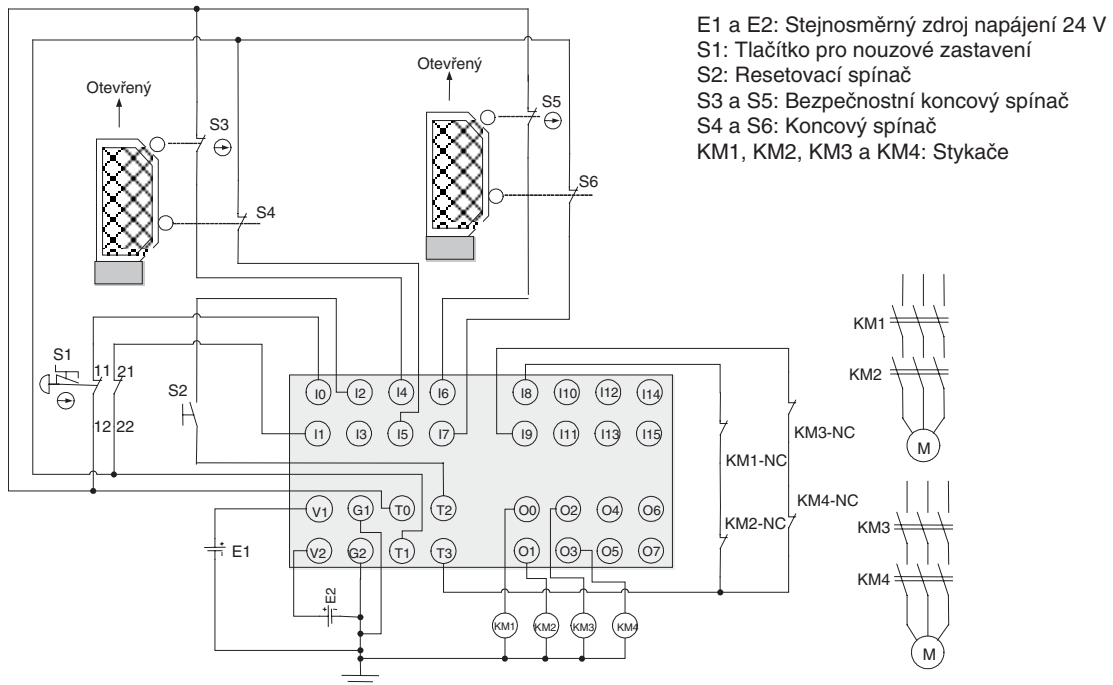 E1 a E2: Stejnosměrný zdroj napájení 24 V
S1: Tlačítko pro nouzové zastavení
S2: Resetovací spínač
S3 a S5: Bezpečnostní koncový spínač
S4 a S6: Koncový spínač
KM1, KM2, KM3 a KM4: Stykače
Otevřený
Otevřený
S3
S5
S4
S6
S1
11 21
S2
12 22
I0 I2 I4 I6 I8 I10 I12 I14
I1 I3 I5 I7 I9 I11 I13 I15
V1 G1 T0 T2 O0 O2 O4 O6
V2 G2 T1 T3 O1 O3 O5 O7
E1
E2
KM1 KM2 KM3 KM4
KM3-NC
KM1-NC
KM4-NC
KM2-NC
KM1
KM2
M
KM3
KM4
M